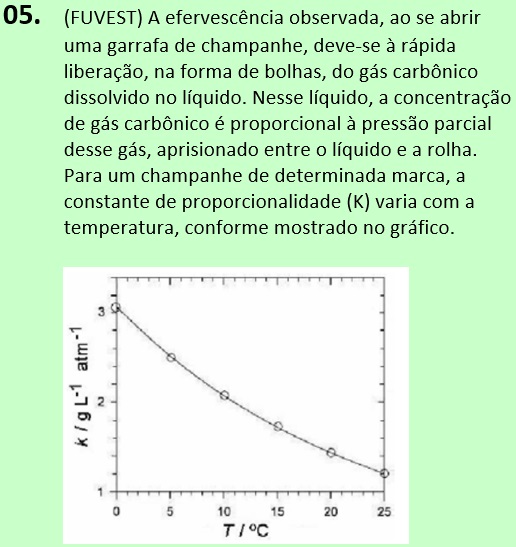 05. (FUVEST) A efervescência observada, ao se abrir
uma garrafa de champanhe, deve-se à rápida
liberação, na forma de bolhas, do gás carbônico
dissolvido no líquido. Nesse líquido, a concentração
de gás carbônico é proporcional à pressão parcial
desse gás, aprisionado entre o líquido e a rolha.
Para um champanhe de determinada marca, a
constante de proporcionalidade (K) varia com a
temperatura, conforme mostrado no gráfico.
k / g L⁻¹ atm⁻¹
3
2
1
0 5 10 15 20 25
T / ºC